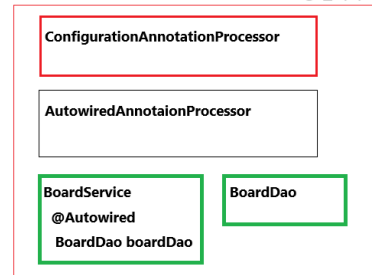 ConfigurationAnnotationProcessor
AutowiredAnnotaionProcessor
BoardService
@Autowired
BoardDao boardDao
BoardDao